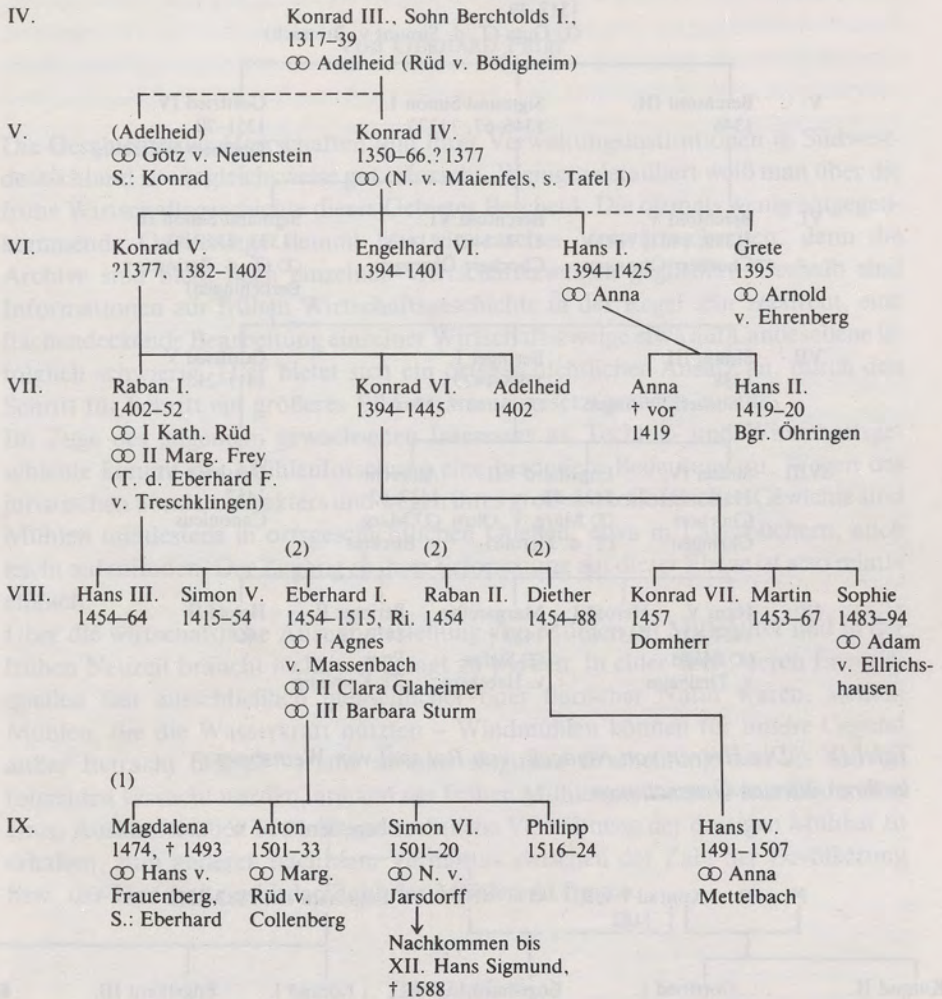 IV. Konrad III., Sohn Berchtolds I.,
1317-39
⚭ Adelheid (Rüd v. Bödigheim)
V. (Adelheid) Konrad IV.
⚭ Götz v. Neuenstein 1350-66,?1377
S.: Konrad ⚭ (N. v. Maienfels, s. Tafel I)
VI. Konrad V. Engelhard VI. Hans I. Grete
?1377, 1382-1402 1394-1401 1394-1425 1395
⚭ Anna ⚭ Arnold
v. Ehrenberg
VII. Raban I. Konrad VI. Adelheid Anna Hans II.
1402-52 1394-1445 1402 † vor 1419-20
⚭ I Kath. Rüd 1419 Bgr. Öhringen
⚭ II Marg. Frey
(T. d. Eberhard F.
v. Treschklingen)
(2) (2) (2)
VIII. Hans III. Simon V. Eberhard I. Raban II. Diether Konrad VII. Martin Sophie
1454-64 1415-54 1454-1515, Ri. 1454 1454-88 1457 1453-67 1483-94
⚭ I Agnes Domhr. ⚭ Adam
v. Massenbach v. Ellrichs-
⚭ II Clara Glaheimer hausen
⚭ III Barbara Sturm
(1)
IX. Magdalena Anton Simon VI. Philipp Hans IV.
1474, † 1493 1501-33 1501-20 1516-24 1491-1507
⚭ Hans v. ⚭ Marg. ⚭ N. v. ⚭ Anna
Frauenberg, Rüd v. Jarsdorff Mettelbach
S.: Eberhard Collenberg
Nachkommen bis
XII. Hans Sigmund,
† 1588